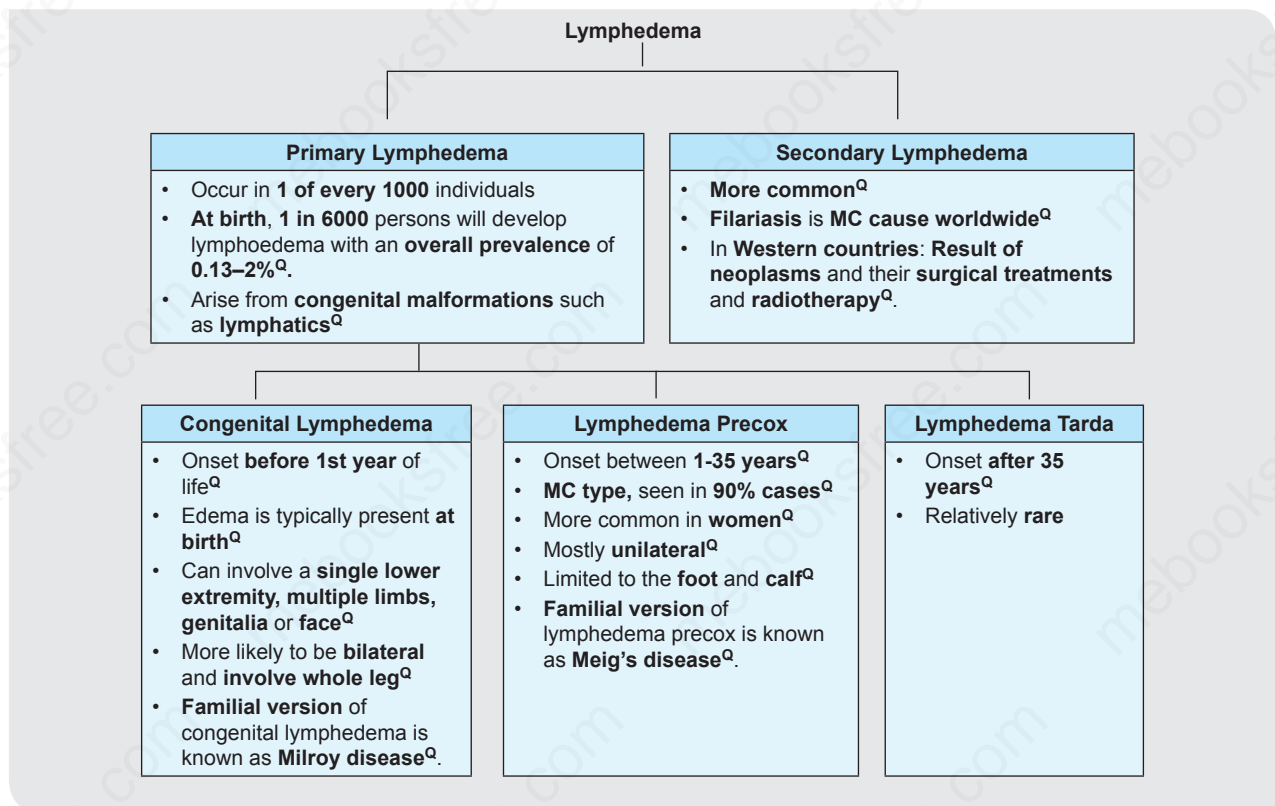 Lymphedema
Primary Lymphedema
• Occur in 1 of every 1000 individuals
• At birth, 1 in 6000 persons will develop
lymphoedema with an overall prevalence of
0.13–2%Q.
• Arise from congenital malformations such
as lymphaticsQ
Secondary Lymphedema
• More commonQ
• Filariasis is MC cause worldwideQ
• In Western countries: Result of
neoplasms and their surgical treatments
and radiotherapyQ.
Congenital Lymphedema
• Onset before 1st year of
lifeQ
• Edema is typically present at
birthQ
• Can involve a single lower
extremity, multiple limbs,
genitalia or faceQ
• More likely to be bilateral
and involve whole legQ
• Familial version of
congenital lymphedema is
known as Milroy diseaseQ.
Lymphedema Precox
• Onset between 1-35 yearsQ
• MC type, seen in 90% casesQ
• More common in womenQ
• Mostly unilateralQ
• Limited to the foot and calfQ
• Familial version of
lymphedema precox is known
as Meig's diseaseQ.
Lymphedema Tarda
• Onset after 35
yearsQ
• Relatively rare
mebooksfree.com